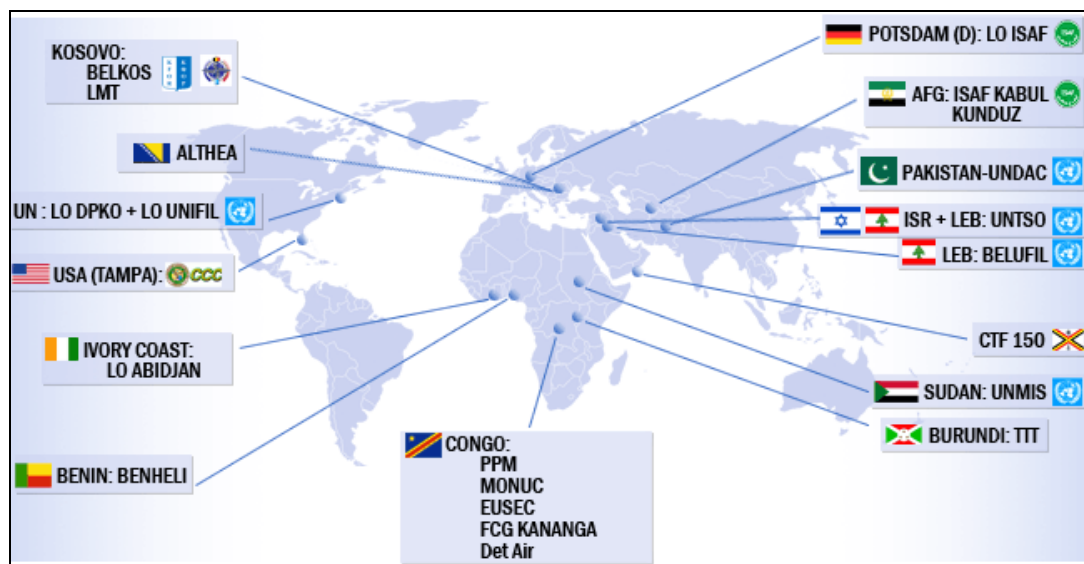 KOSOVO:
BELKOS
LMT
ALTHEA
UN : LO DPKO + LO UNIFIL
USA (TAMPA): CCC
IVORY COAST:
LO ABIDJAN
BENIN: BENHELI
CONGO:
PPM
MONUC
EUSEC
FCG KANANGA
Det Air
POTSDAM (D): LO ISAF
AFG: ISAF KABUL
KUNDUZ
PAKISTAN-UNDAC
ISR + LEB: UNTSO
LEB: BELUFIL
CTF 150
SUDAN: UNMIS
BURUNDI: TTT